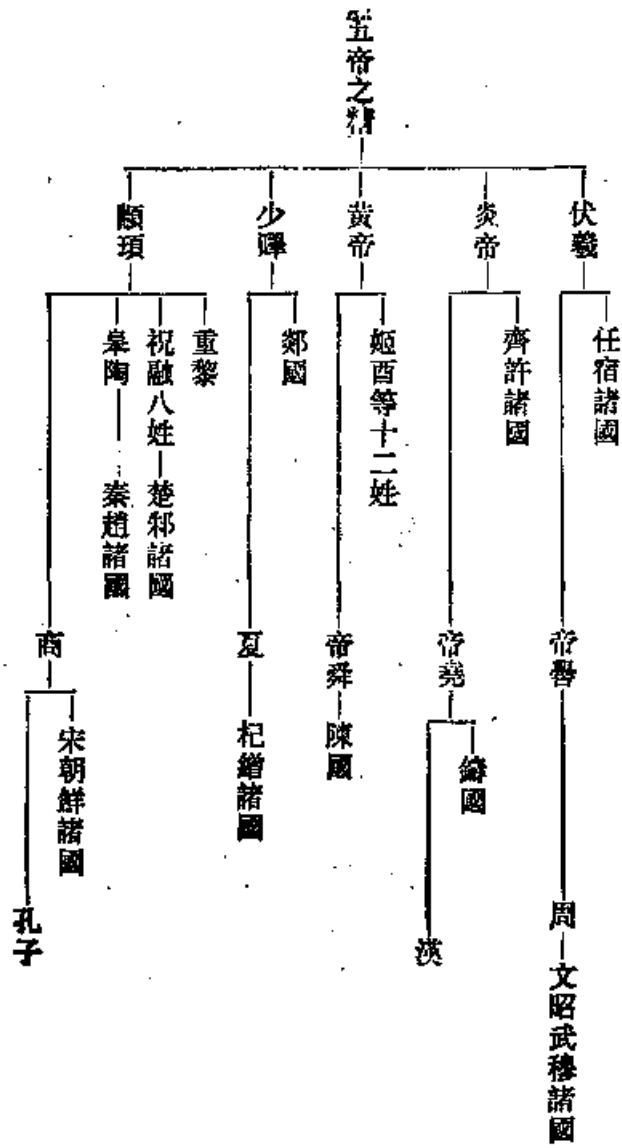 五帝之精
伏羲
任宿諸國
帝嚳
周
文昭武穆諸國
炎帝
齊許諸國
帝堯
鑄國
漢
黃帝
姬酉等十二姓
帝舜
陳國
少皞
郯國
夏
杞繒諸國
顓頊
重黎
祝融八姓
楚邾諸國
皋陶
秦趙諸國
商
宋朝鮮諸國
孔子